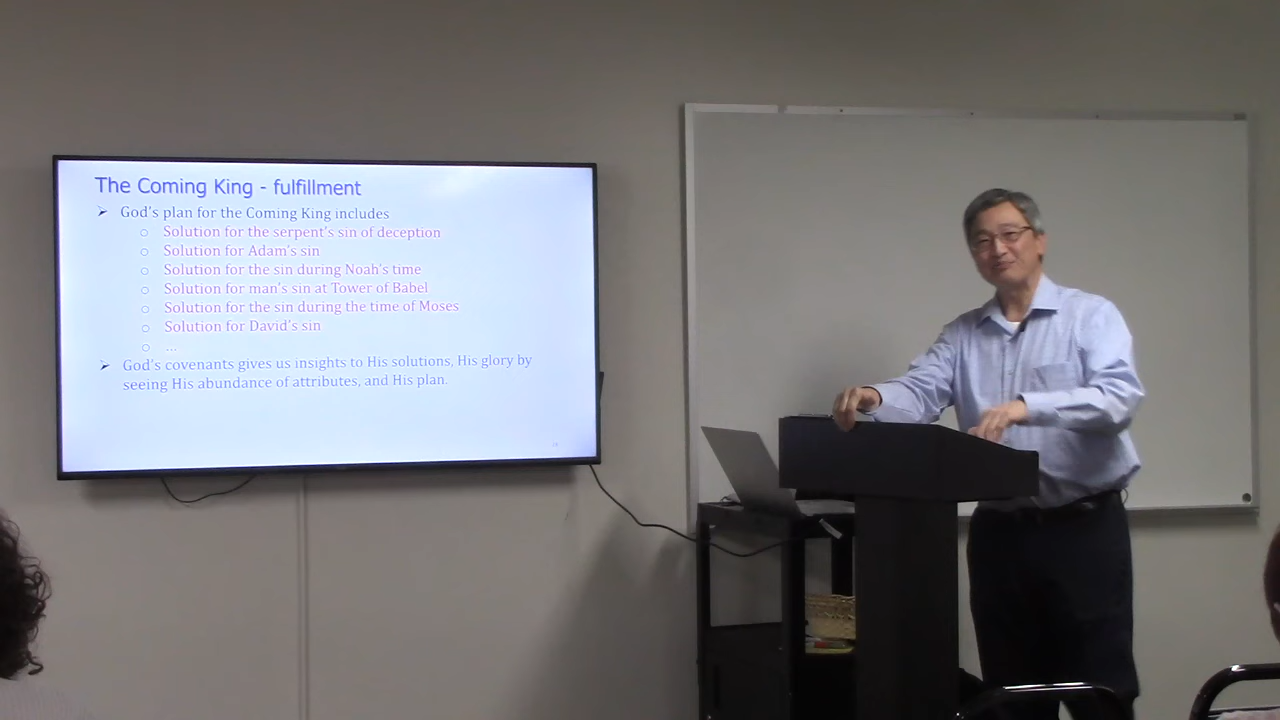 The Coming King - fulfillment
➤ God's plan for the Coming King includes
○ Solution for the serpent's sin of deception
○ Solution for Adam's sin
○ Solution for the sin during Noah's time
○ Solution for man's sin at Tower of Babel
○ Solution for the sin during the time of Moses
○ Solution for David's sin
○ ...
➤ God's covenants gives us insights to His solutions, His glory by
seeing His abundance of attributes, and His plan.